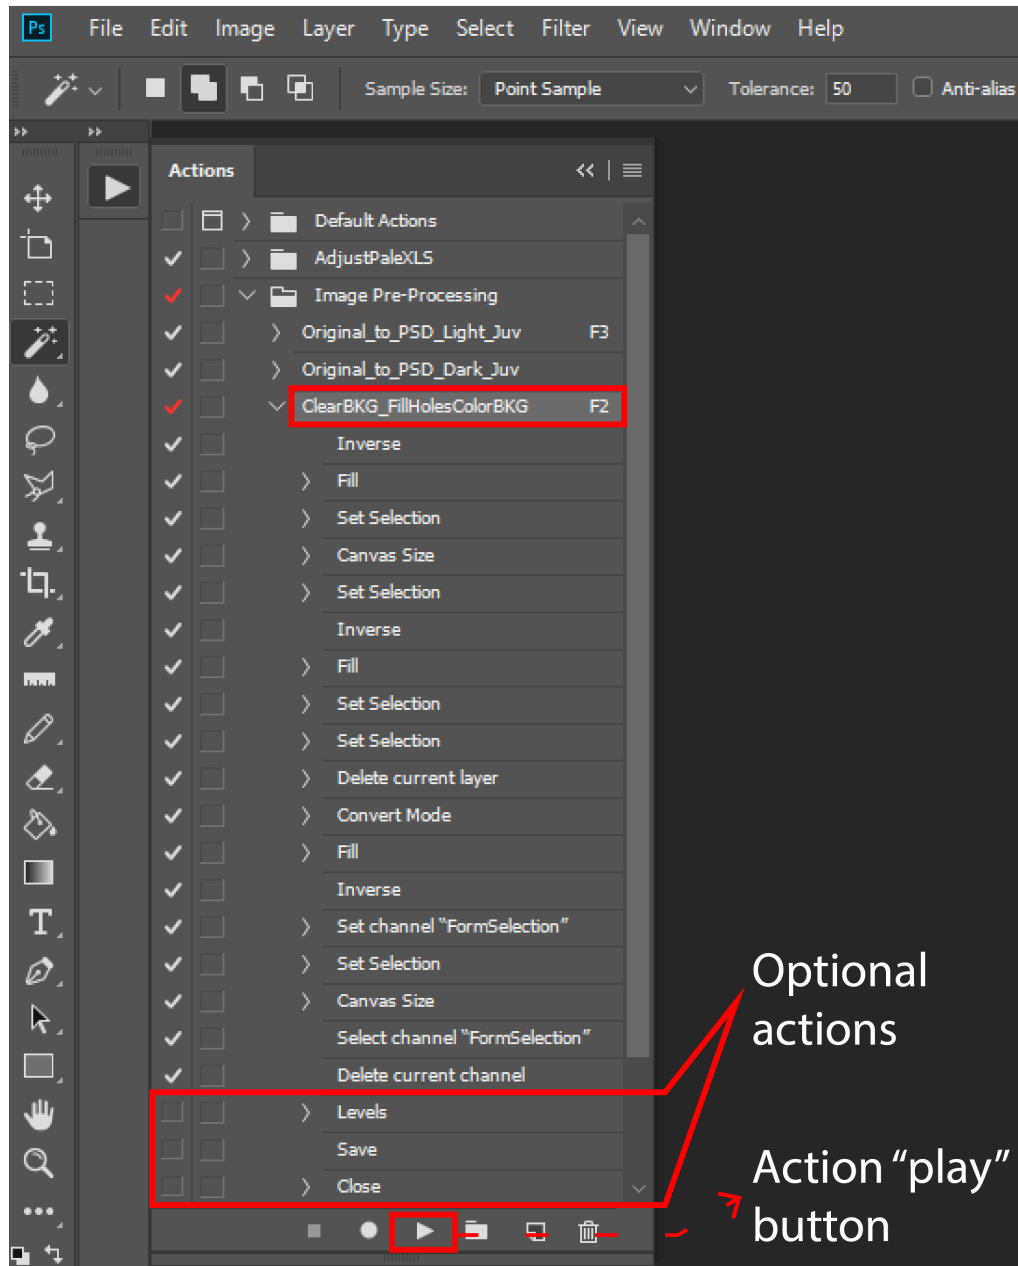 Ps File Edit Image Layer Type Select Filter View Window Help
Sample Size: Point Sample Tolerance: 50 Anti-alias
Actions
Default Actions
AdjustPaleXLS
Image Pre-Processing
Original_to_PSD_Light_Juv F3
Original_to_PSD_Dark_Juv
ClearBKG_FillHolesColorBKG F2
Inverse
Fill
Set Selection
Canvas Size
Set Selection
Inverse
Fill
Set Selection
Set Selection
Delete current layer
Convert Mode
Fill
Inverse
Set channel “FormSelection”
Set Selection
Canvas Size
Select channel “FormSelection”
Delete current channel
Levels
Save
Close
Optional
actions
Action “play”
button